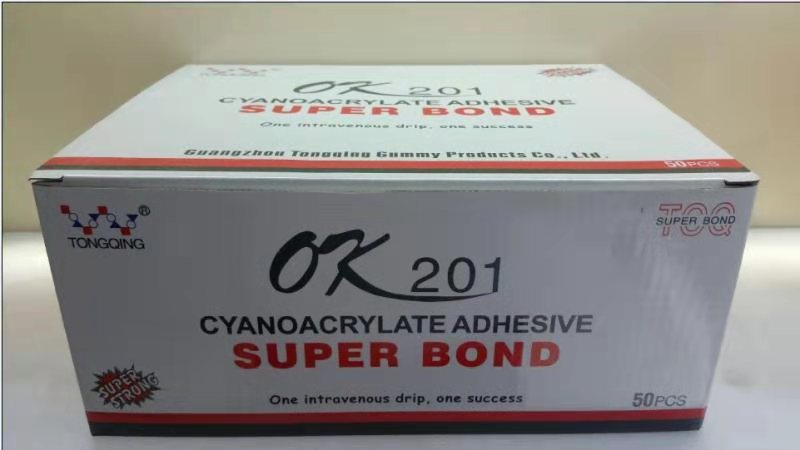 OK 201
CYANOACRYLATE ADHESIVE
SUPER BOND
One intravenous drip, one success
Guangzhou Tongqing Gummy Products Co., Ltd.
50PCS
TONGQING ®
TOQ
SUPER BOND
OK 201
CYANOACRYLATE ADHESIVE
SUPER BOND
SUPER
STRONG
One intravenous drip, one success
50PCS